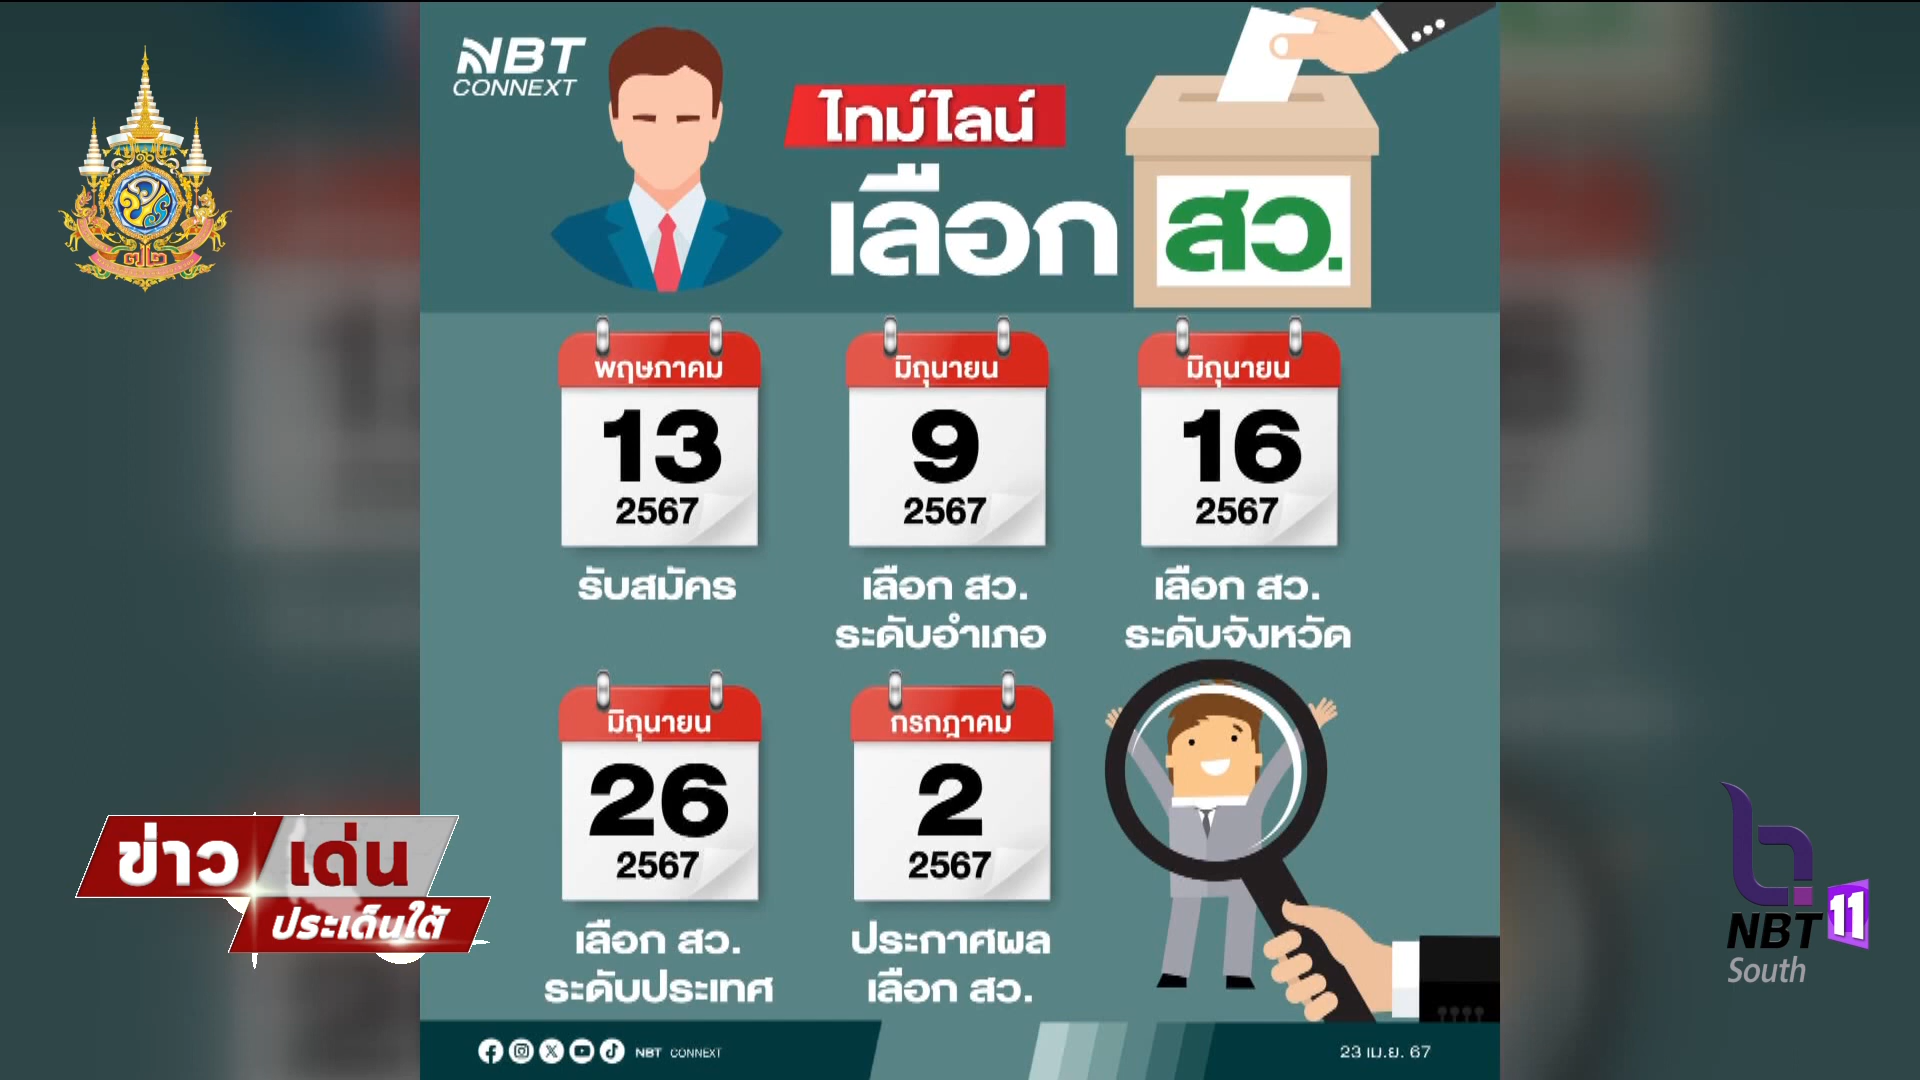 NBT
CONNEXT
ไทม์ไลน์
เลือก สว.
พฤษภาคม
13
2567
รับสมัคร
มิถุนายน
9
2567
เลือก สว.
ระดับอำเภอ
มิถุนายน
16
2567
เลือก สว.
ระดับจังหวัด
มิถุนายน
26
2567
เลือก สว.
ระดับประเทศ
กรกฎาคม
2
2567
ประกาศผล
เลือก สว.
๗๒
ข่าวเด่น
ประเด็นใต้
NBT 11
South
NBT CONNEXT
23 เม.ย. 67